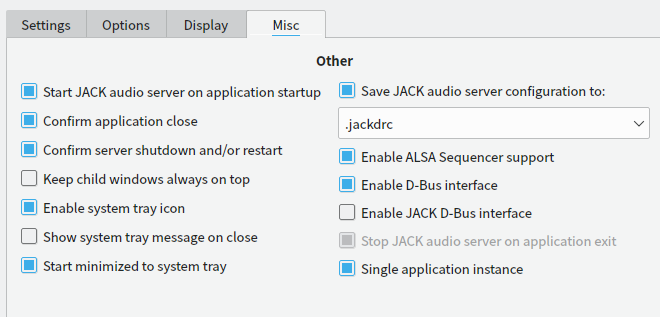 Settings
Options
Display
Misc
Other
Start JACK audio server on application startup
Confirm application close
Confirm server shutdown and/or restart
Keep child windows always on top
Enable system tray icon
Show system tray message on close
Start minimized to system tray
Save JACK audio server configuration to:
.jackdrc
Enable ALSA Sequencer support
Enable D-Bus interface
Enable JACK D-Bus interface
Stop JACK audio server on application exit
Single application instance